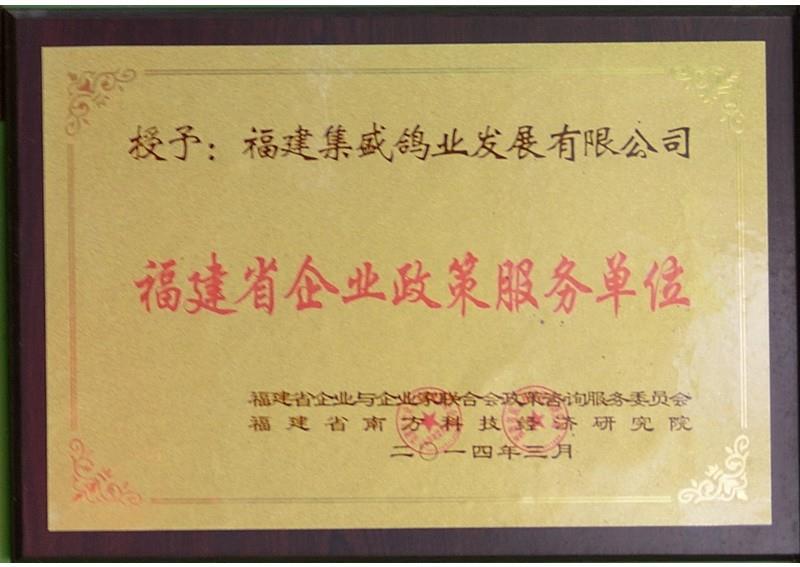 授予：福建集盛鸽业发展有限公司
福建省企业政策服务单位
福建省企业与企业家联合会政策咨询服务委员会
福建省南方科技经济研究院
二〇一四年三月